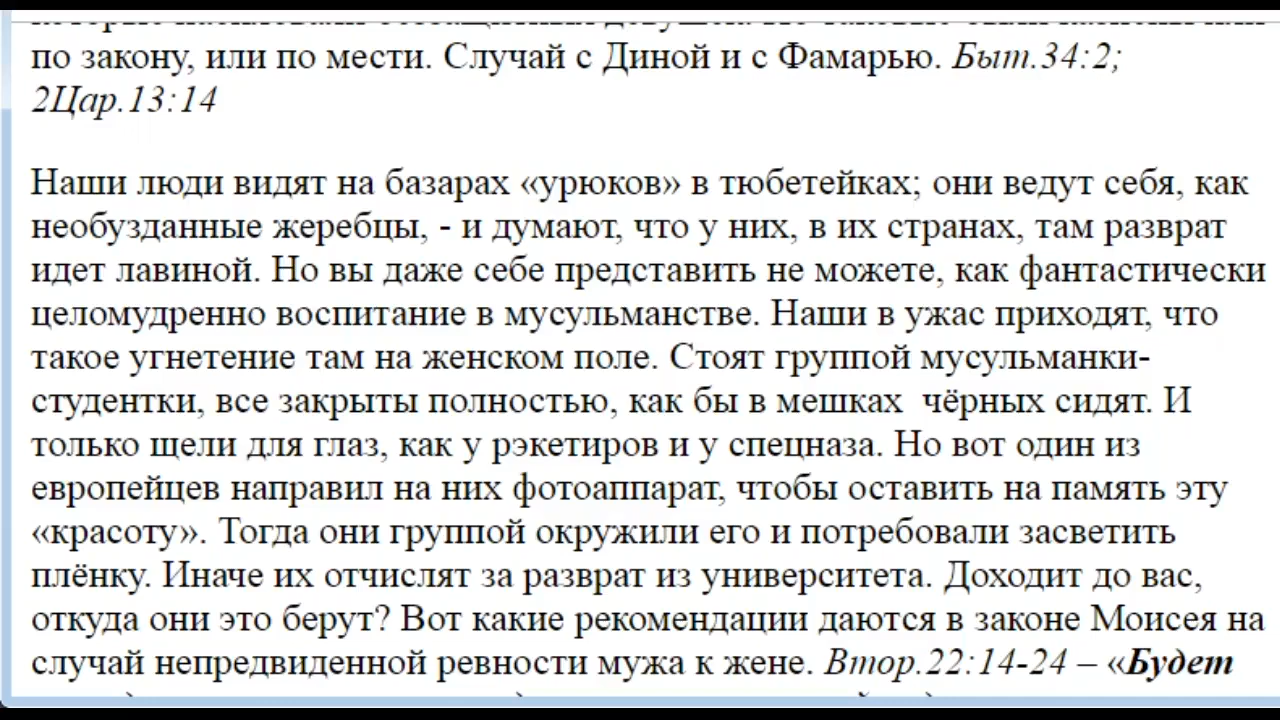 по закону, или по мести. Случай с Диной и с Фамарью. Быт.34:2;
2Цар.13:14
Наши люди видят на базарах «урюков» в тюбетейках; они ведут себя, как
необузданные жеребцы, - и думают, что у них, в их странах, там разврат
идет лавиной. Но вы даже себе представить не можете, как фантастически
целомудренно воспитание в мусульманстве. Наши в ужас приходят, что
такое угнетение там на женском поле. Стоят группой мусульманки-
студентки, все закрыты полностью, как бы в мешках  чёрных сидят. И
только щели для глаз, как у рэкетиров и у спецназа. Но вот один из
европейцев направил на них фотоаппарат, чтобы оставить на память эту
«красоту». Тогда они группой окружили его и потребовали засветить
плёнку. Иначе их отчислят за разврат из университета. Доходит до вас,
откуда они это берут? Вот какие рекомендации даются в законе Моисея на
случай непредвиденной ревности мужа к жене. Втор.22:14-24 – «Будет